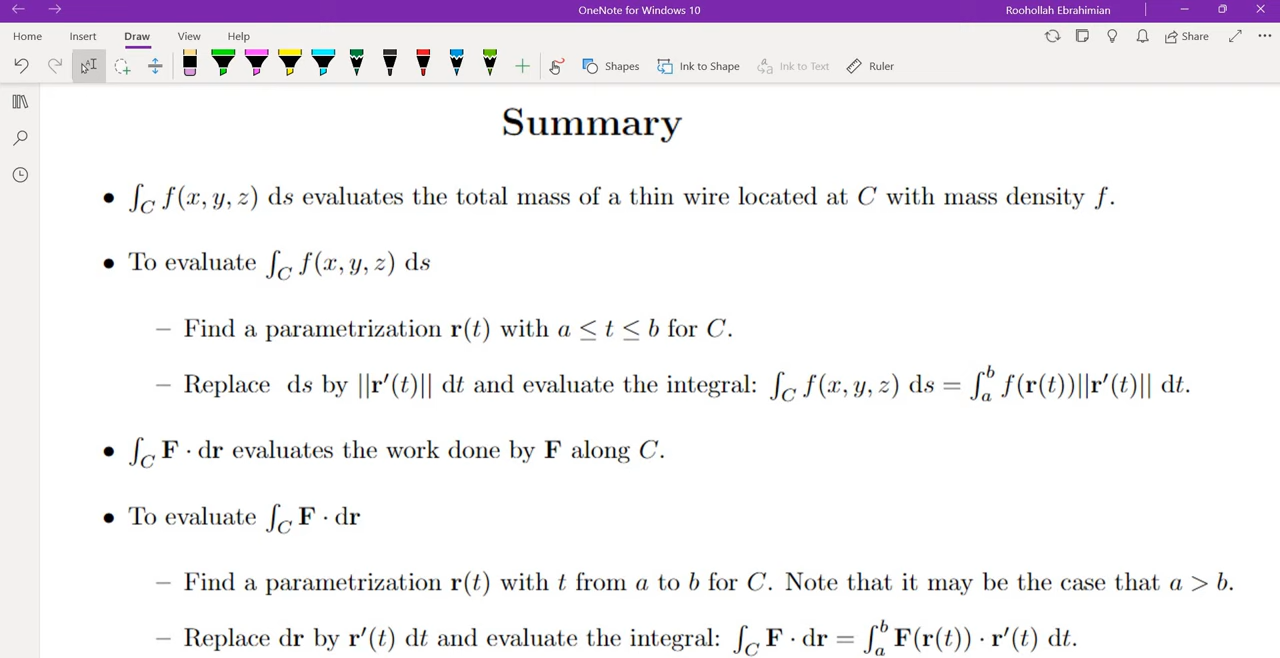 OneNote for Windows 10
Roohollah Ebrahimian
Home Insert Draw View Help
Share
Shapes Ink to Shape Ink to Text Ruler
Summary
• ∫_C f(x, y, z) ds evaluates the total mass of a thin wire located at C with mass density f.
• To evaluate ∫_C f(x, y, z) ds
– Find a parametrization r(t) with a ≤ t ≤ b for C.
– Replace ds by ||r′(t)|| dt and evaluate the integral: ∫_C f(x, y, z) ds = ∫_a^b f(r(t))||r′(t)|| dt.
• ∫_C F · dr evaluates the work done by F along C.
• To evaluate ∫_C F · dr
– Find a parametrization r(t) with t from a to b for C. Note that it may be the case that a > b.
– Replace dr by r′(t) dt and evaluate the integral: ∫_C F · dr = ∫_a^b F(r(t)) · r′(t) dt.